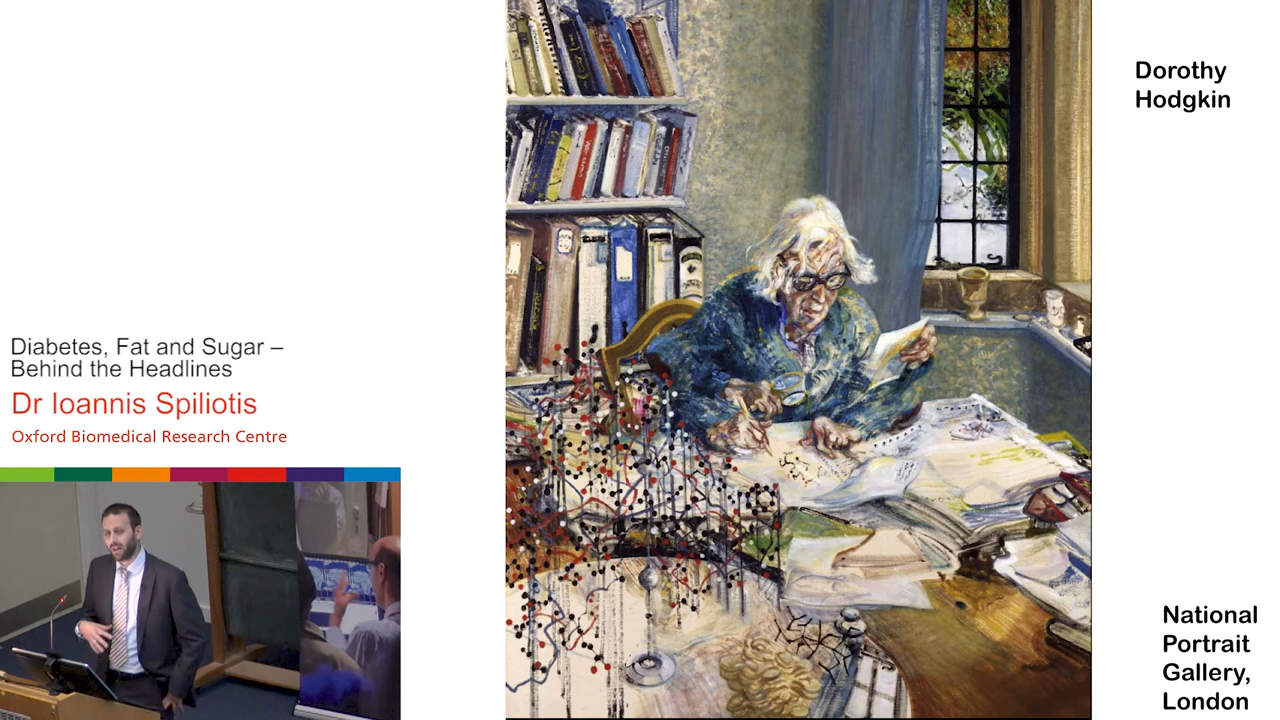 Dorothy
Hodgkin
Diabetes, Fat and Sugar –
Behind the Headlines
Dr Ioannis Spiliotis
Oxford Biomedical Research Centre
National
Portrait
Gallery,
London